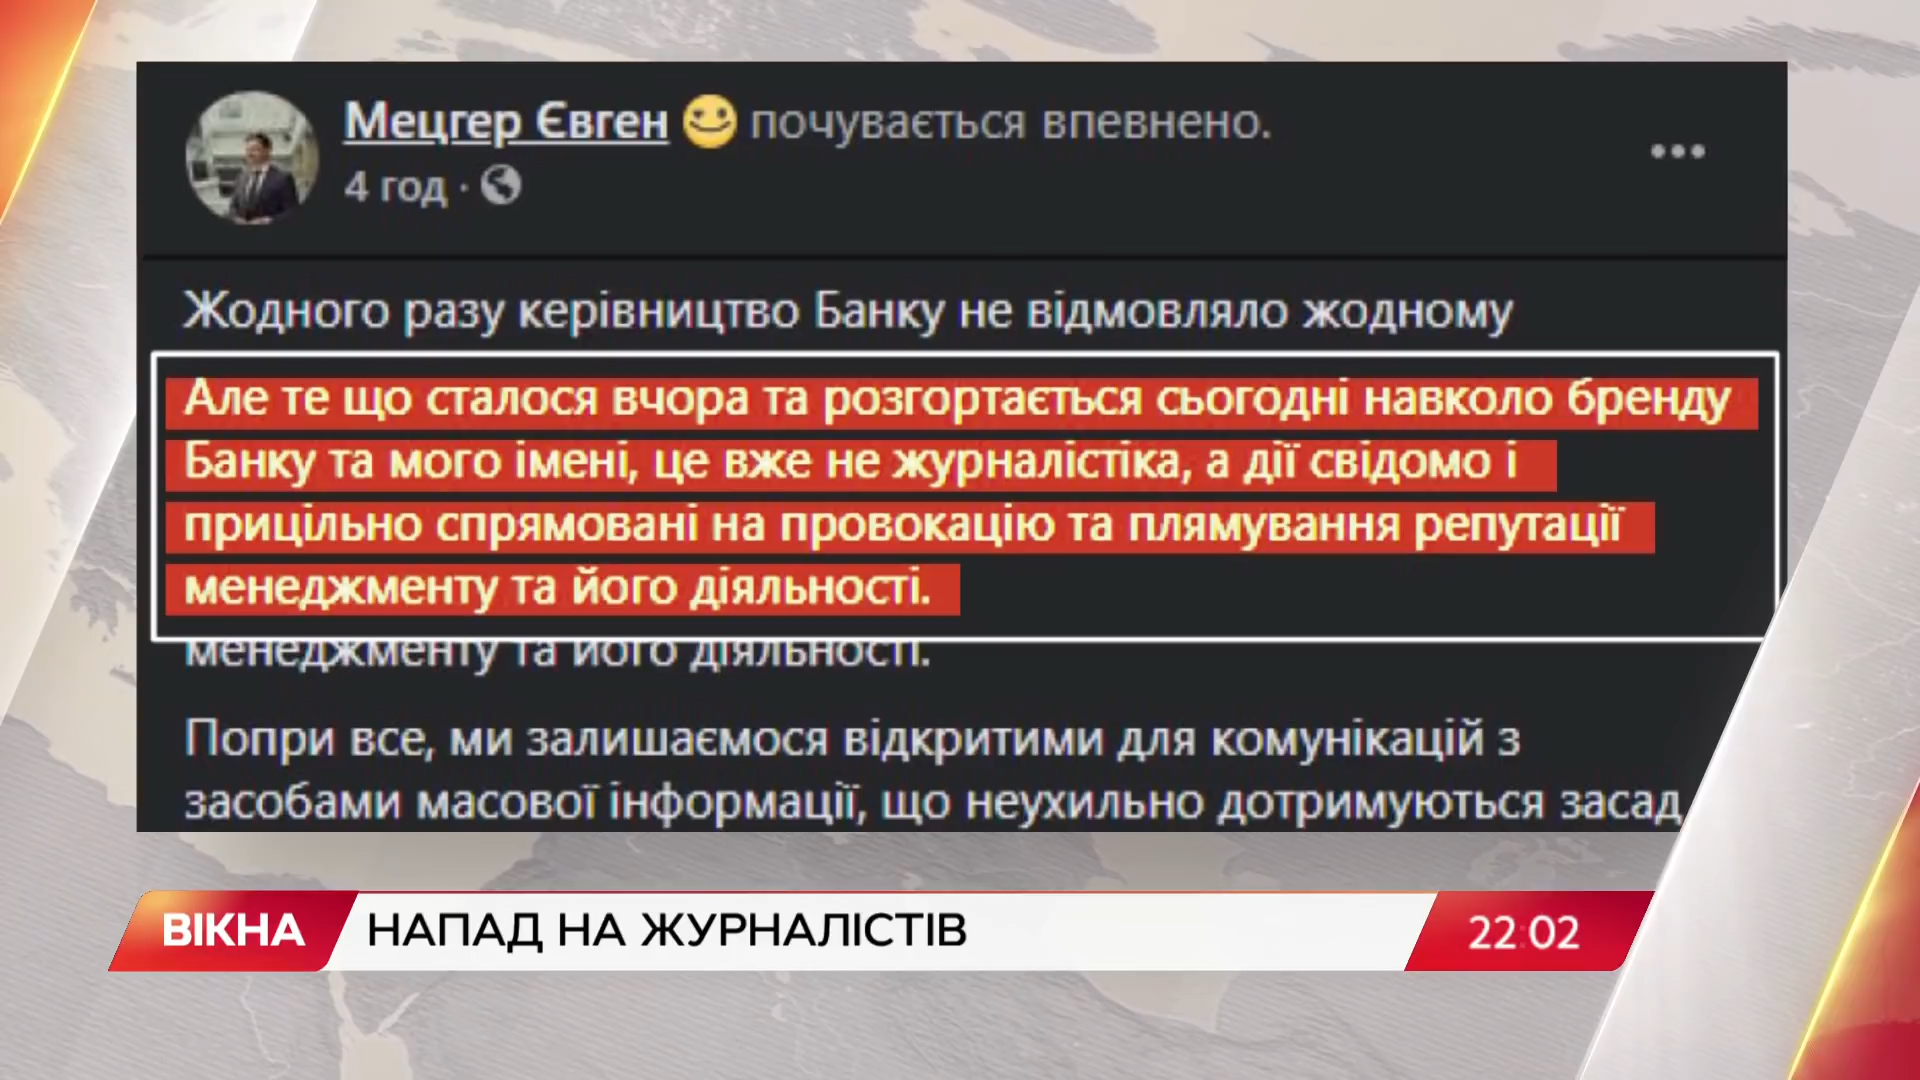 Мецгер Євген почувається впевнено.
4 год
Жодного разу керівництво Банку не відмовляло жодному
Але те що сталося вчора та розгортається сьогодні навколо бренду
Банку та мого імені, це вже не журналістіка, а дії свідомо і
прицільно спрямовані на провокацію та плямування репутації
менеджменту та його діяльності.
менеджменту та його діяльності.
Попри все, ми залишаємося відкритими для комунікацій з
засобами масової інформації, що неухильно дотримуються засад
ВІКНА
НАПАД НА ЖУРНАЛІСТІВ
22:02